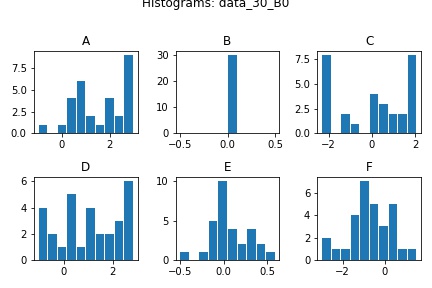 Histograms: data_30_B0
A B C
7.5 5.0 2.5 0.0
0 2
30 20 10 0
−0.5 0.0 0.5
7.5 5.0 2.5 0.0
−2 0 2
D E F
6 4 2 0
0 2
10 5 0
−0.5 0.0 0.5
6 4 2 0
−2 0